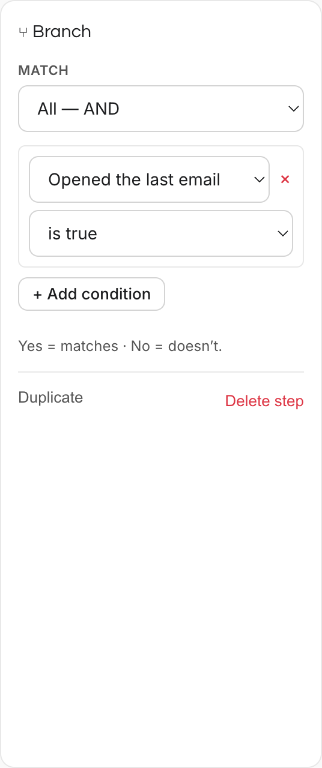 ⑂ Branch
MATCH
All — AND
Opened the last email
×
is true
+ Add condition
Yes = matches · No = doesn’t.
Duplicate
Delete step